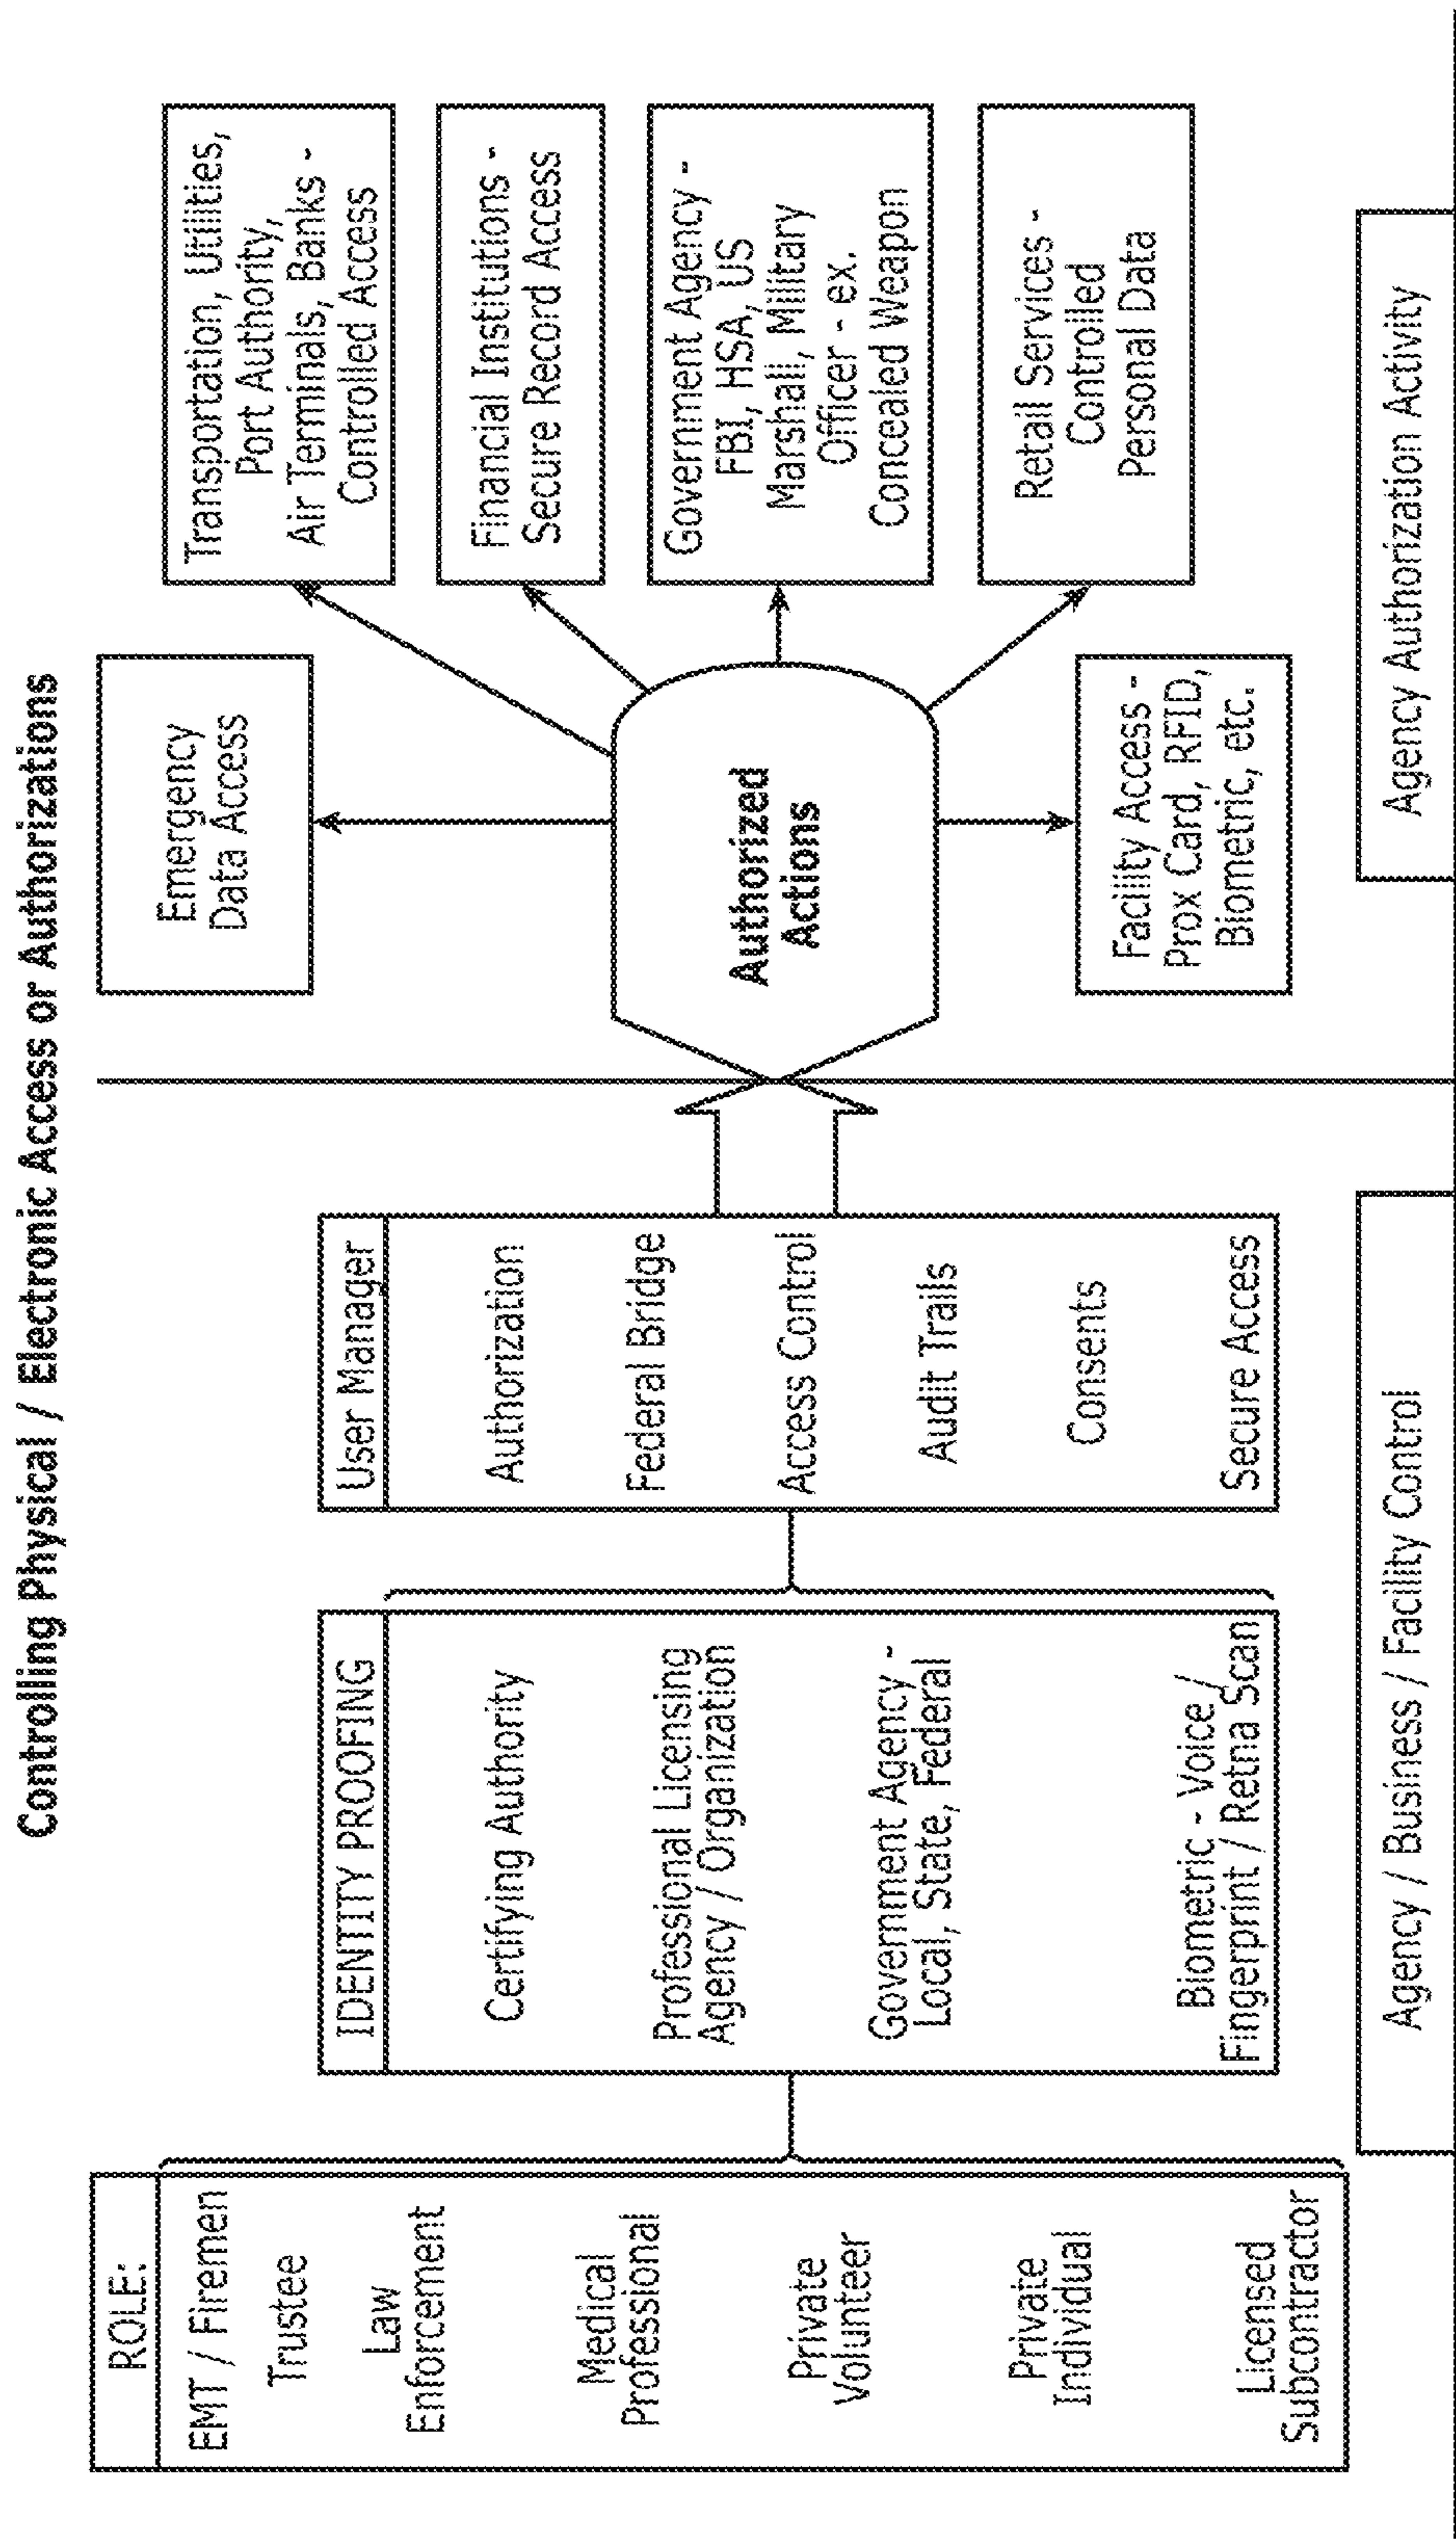 Controlling Physical / Electronic Access or Authorizations
ROLE:
EMT / Firemen
Trustee
Law
Enforcement
Medical
Professional
Private
Volunteer
Private
Individual
Licensed
Subcontractor
IDENTITY PROOFING
Certifying Authority
Professional Licensing
Agency / Organization
Government Agency -
Local, State, Federal
Biometric - Voice /
Fingerprint / Retna Scan
User Manager
Authorization
Federal Bridge
Access Control
Audit Trails
Consents
Secure Access
Authorized
Actions
Emergency
Data Access
Transportation, Utilities,
Port Authority,
Air Terminals, Banks -
Controlled Access
Financial Institutions -
Secure Record Access
Government Agency -
FBI, HSA, US
Marshall, Military
Officer - ex.
Concealed Weapon
Retail Services -
Controlled
Personal Data
Facility Access -
Prox Card, RFID,
Biometric, etc.
Agency / Business / Facility Control
Agency Authorization Activity